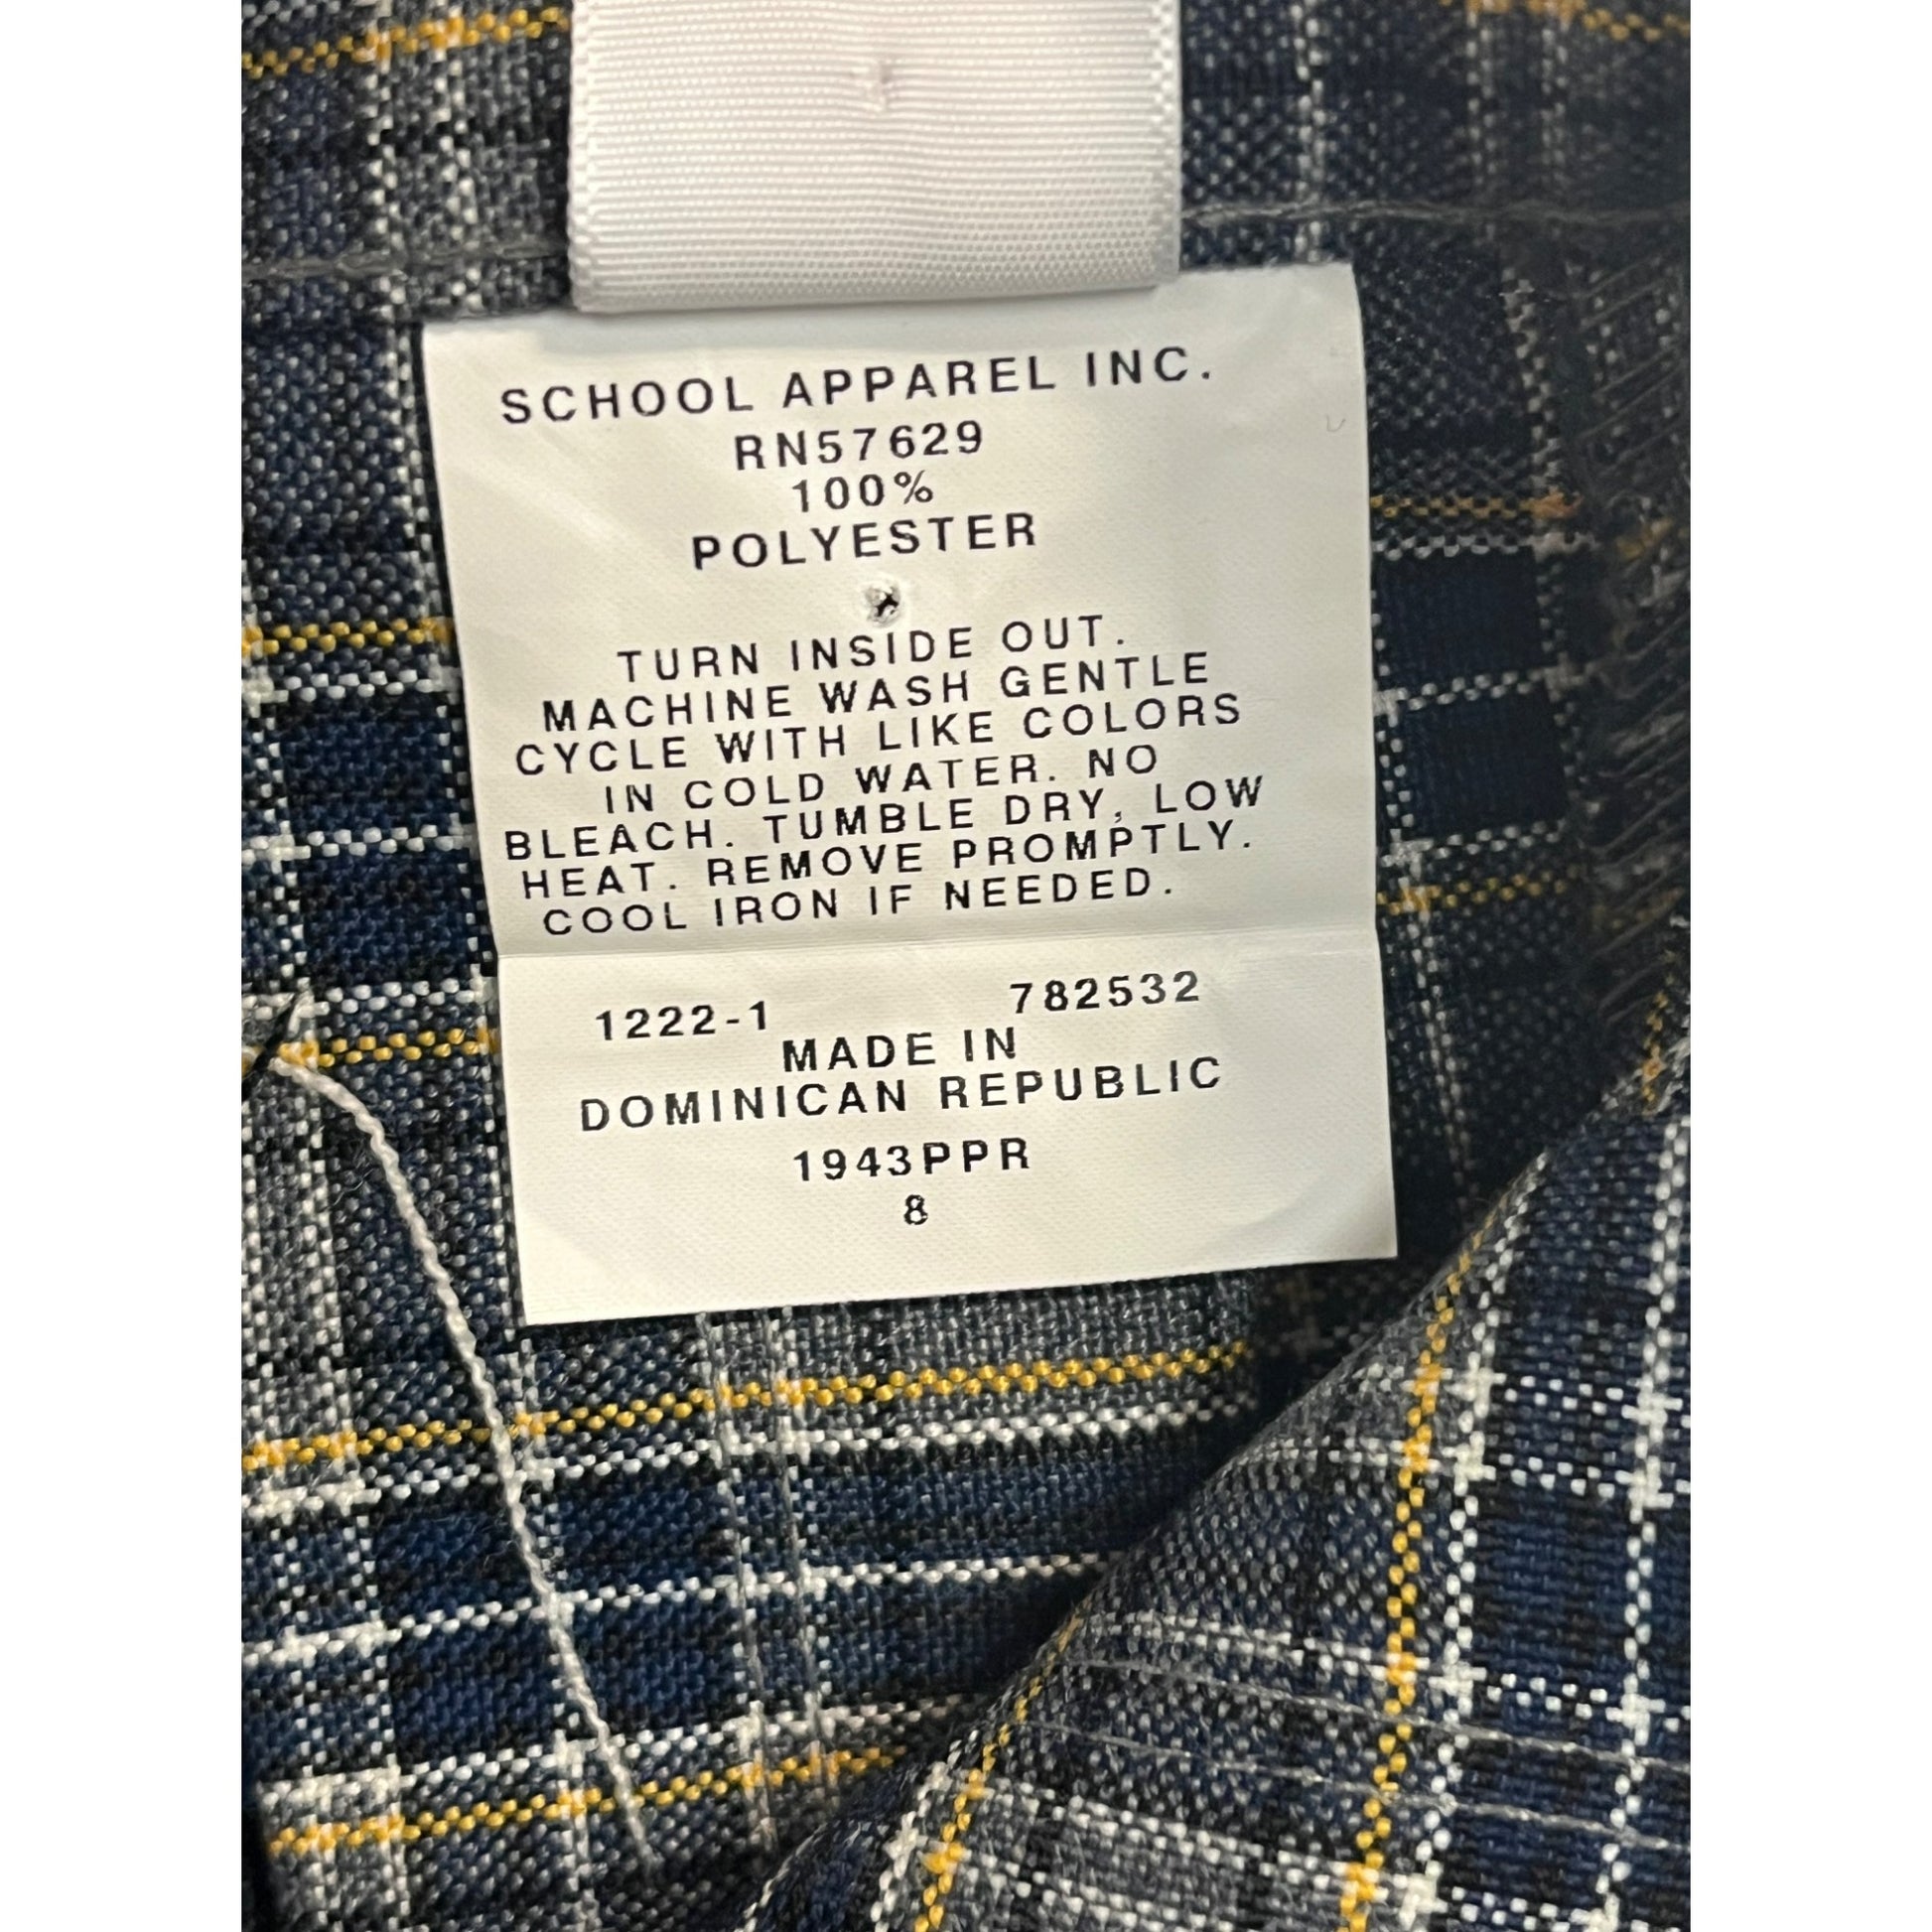 SCHOOL APPAREL INC.
RN57629
100%
POLYESTER
TURN INSIDE OUT.
MACHINE WASH GENTLE
CYCLE WITH LIKE COLORS
IN COLD WATER. NO
BLEACH. TUMBLE DRY, LOW
HEAT. REMOVE PROMPTLY.
COOL IRON IF NEEDED.
1222-1 782532
MADE IN
DOMINICAN REPUBLIC
1943PPR
8